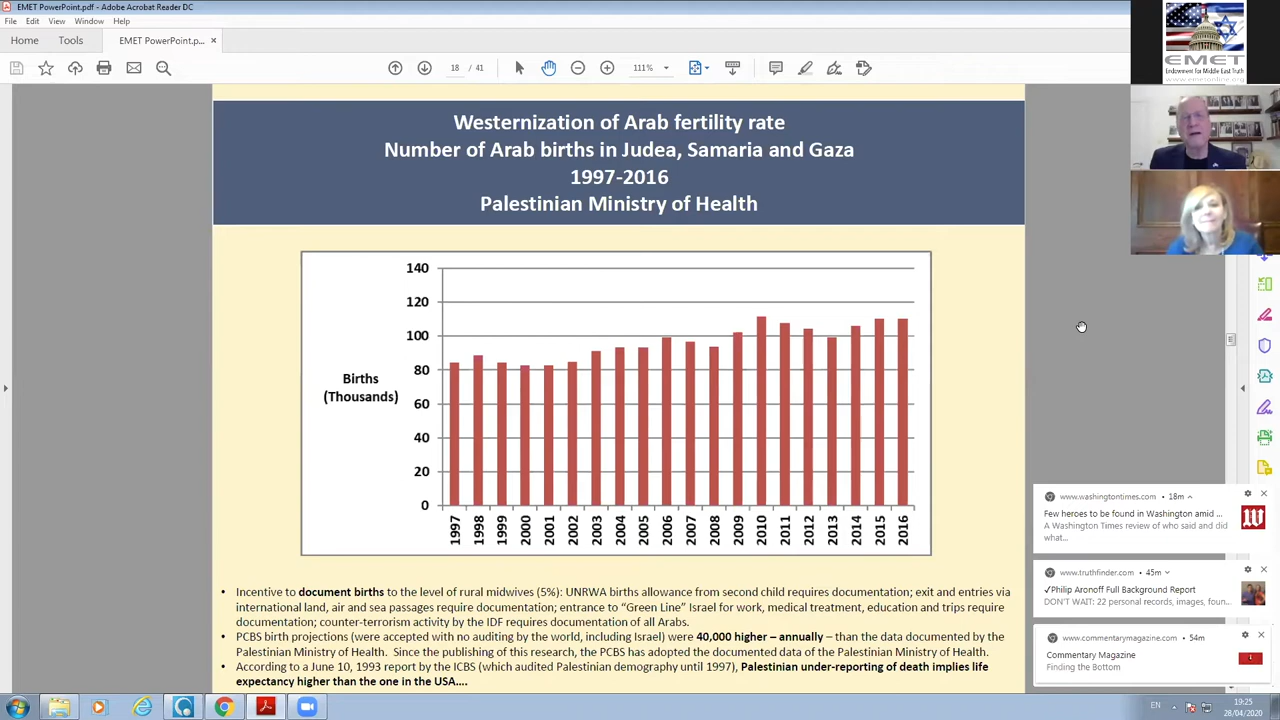 EMET PowerPoint.pdf - Adobe Acrobat Reader DC
File Edit View Window Help
Home Tools EMET PowerPoint.p... ×
18
EMET
Endowment for Middle East Truth
www.emetonline.org
Westernization of Arab fertility rate
Number of Arab births in Judea, Samaria and Gaza
1997-2016
Palestinian Ministry of Health
Births
(Thousands)
140
120
100
80
60
40
20
0
1997 1998 1999 2000 2001 2002 2003 2004 2005 2006 2007 2008 2009 2010 2011 2012 2013 2014 2015 2016
• Incentive to document births to full extent of rural midwives (5%: UNRWA birth allowance from second child requires documentation; exit and entries via
international land, air and sea passages require documentation; entrance to "Green Line" Israel for work, medical treatment, education and trips require
documentation; counter-terrorism activity by the IDF requires documentation of all Arabs.
• PCBS birth projections (were accepted with no auditing by the world, including Israel) were 40,000 higher – annually – than the data documented by the
Palestinian Ministry of Health. Since the beginning of this research, the PCBS has adopted the documented data of the Palestinian Ministry of Health.
• According to a June 10, 1993 report by the ICBS (which audited Palestinian demography until 1997), Palestinian under-reporting of death implies life
expectancy higher than the one in the USA....
www.washingtontimes.com • 18m
Few heroes to be found in Washington amid ...
A Washington Times review of who said and did
what...
www.truthfinder.com • 45m
✓Philip Aronoff Full Background Report
DON'T WAIT: 22 personal records, images, foun...
www.commentarymagazine.com • 54m
Commentary Magazine
Finding the Bottom
EN
19:25
28/04/2020